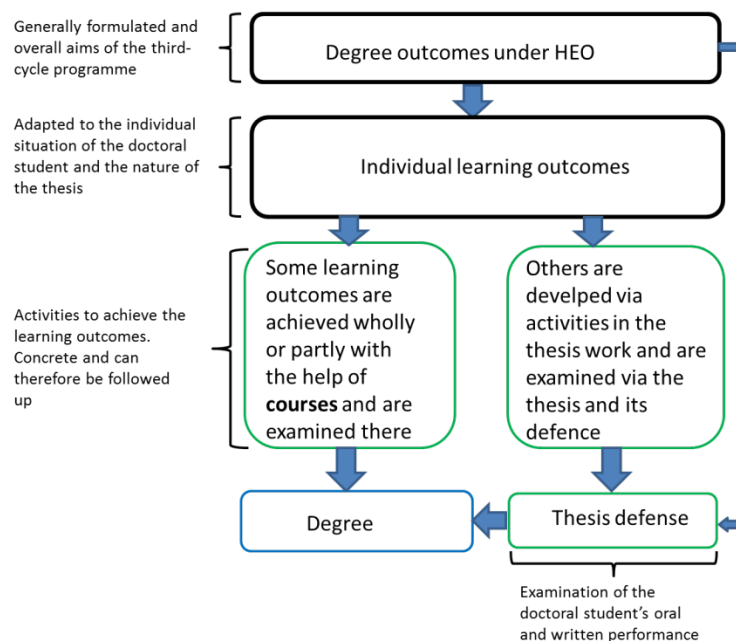 Generally formulated and
overall aims of the third-
cycle programme
Degree outcomes under HEO
Adapted to the individual
situation of the doctoral
student and the nature of
the thesis
Individual learning outcomes
Activities to achieve the
learning outcomes.
Concrete and can
therefore be followed
up
Some learning
outcomes are
achieved wholly
or partly with
the help of
courses and are
examined there
Others are
develped via
activities in the
thesis work and are
examined via the
thesis and its
defence
Degree
Thesis defense
Examination of the
doctoral student’s oral
and written performance